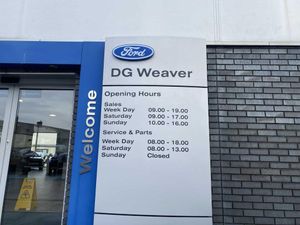 Ford
DG Weaver
Welcome
Opening Hours
Sales
Week Day 09.00 - 19.00
Saturday 09.00 - 17.00
Sunday 10.00 - 16.00
Service & Parts
Week Day 08.00 - 18.00
Saturday 08.00 - 13.00
Sunday Closed